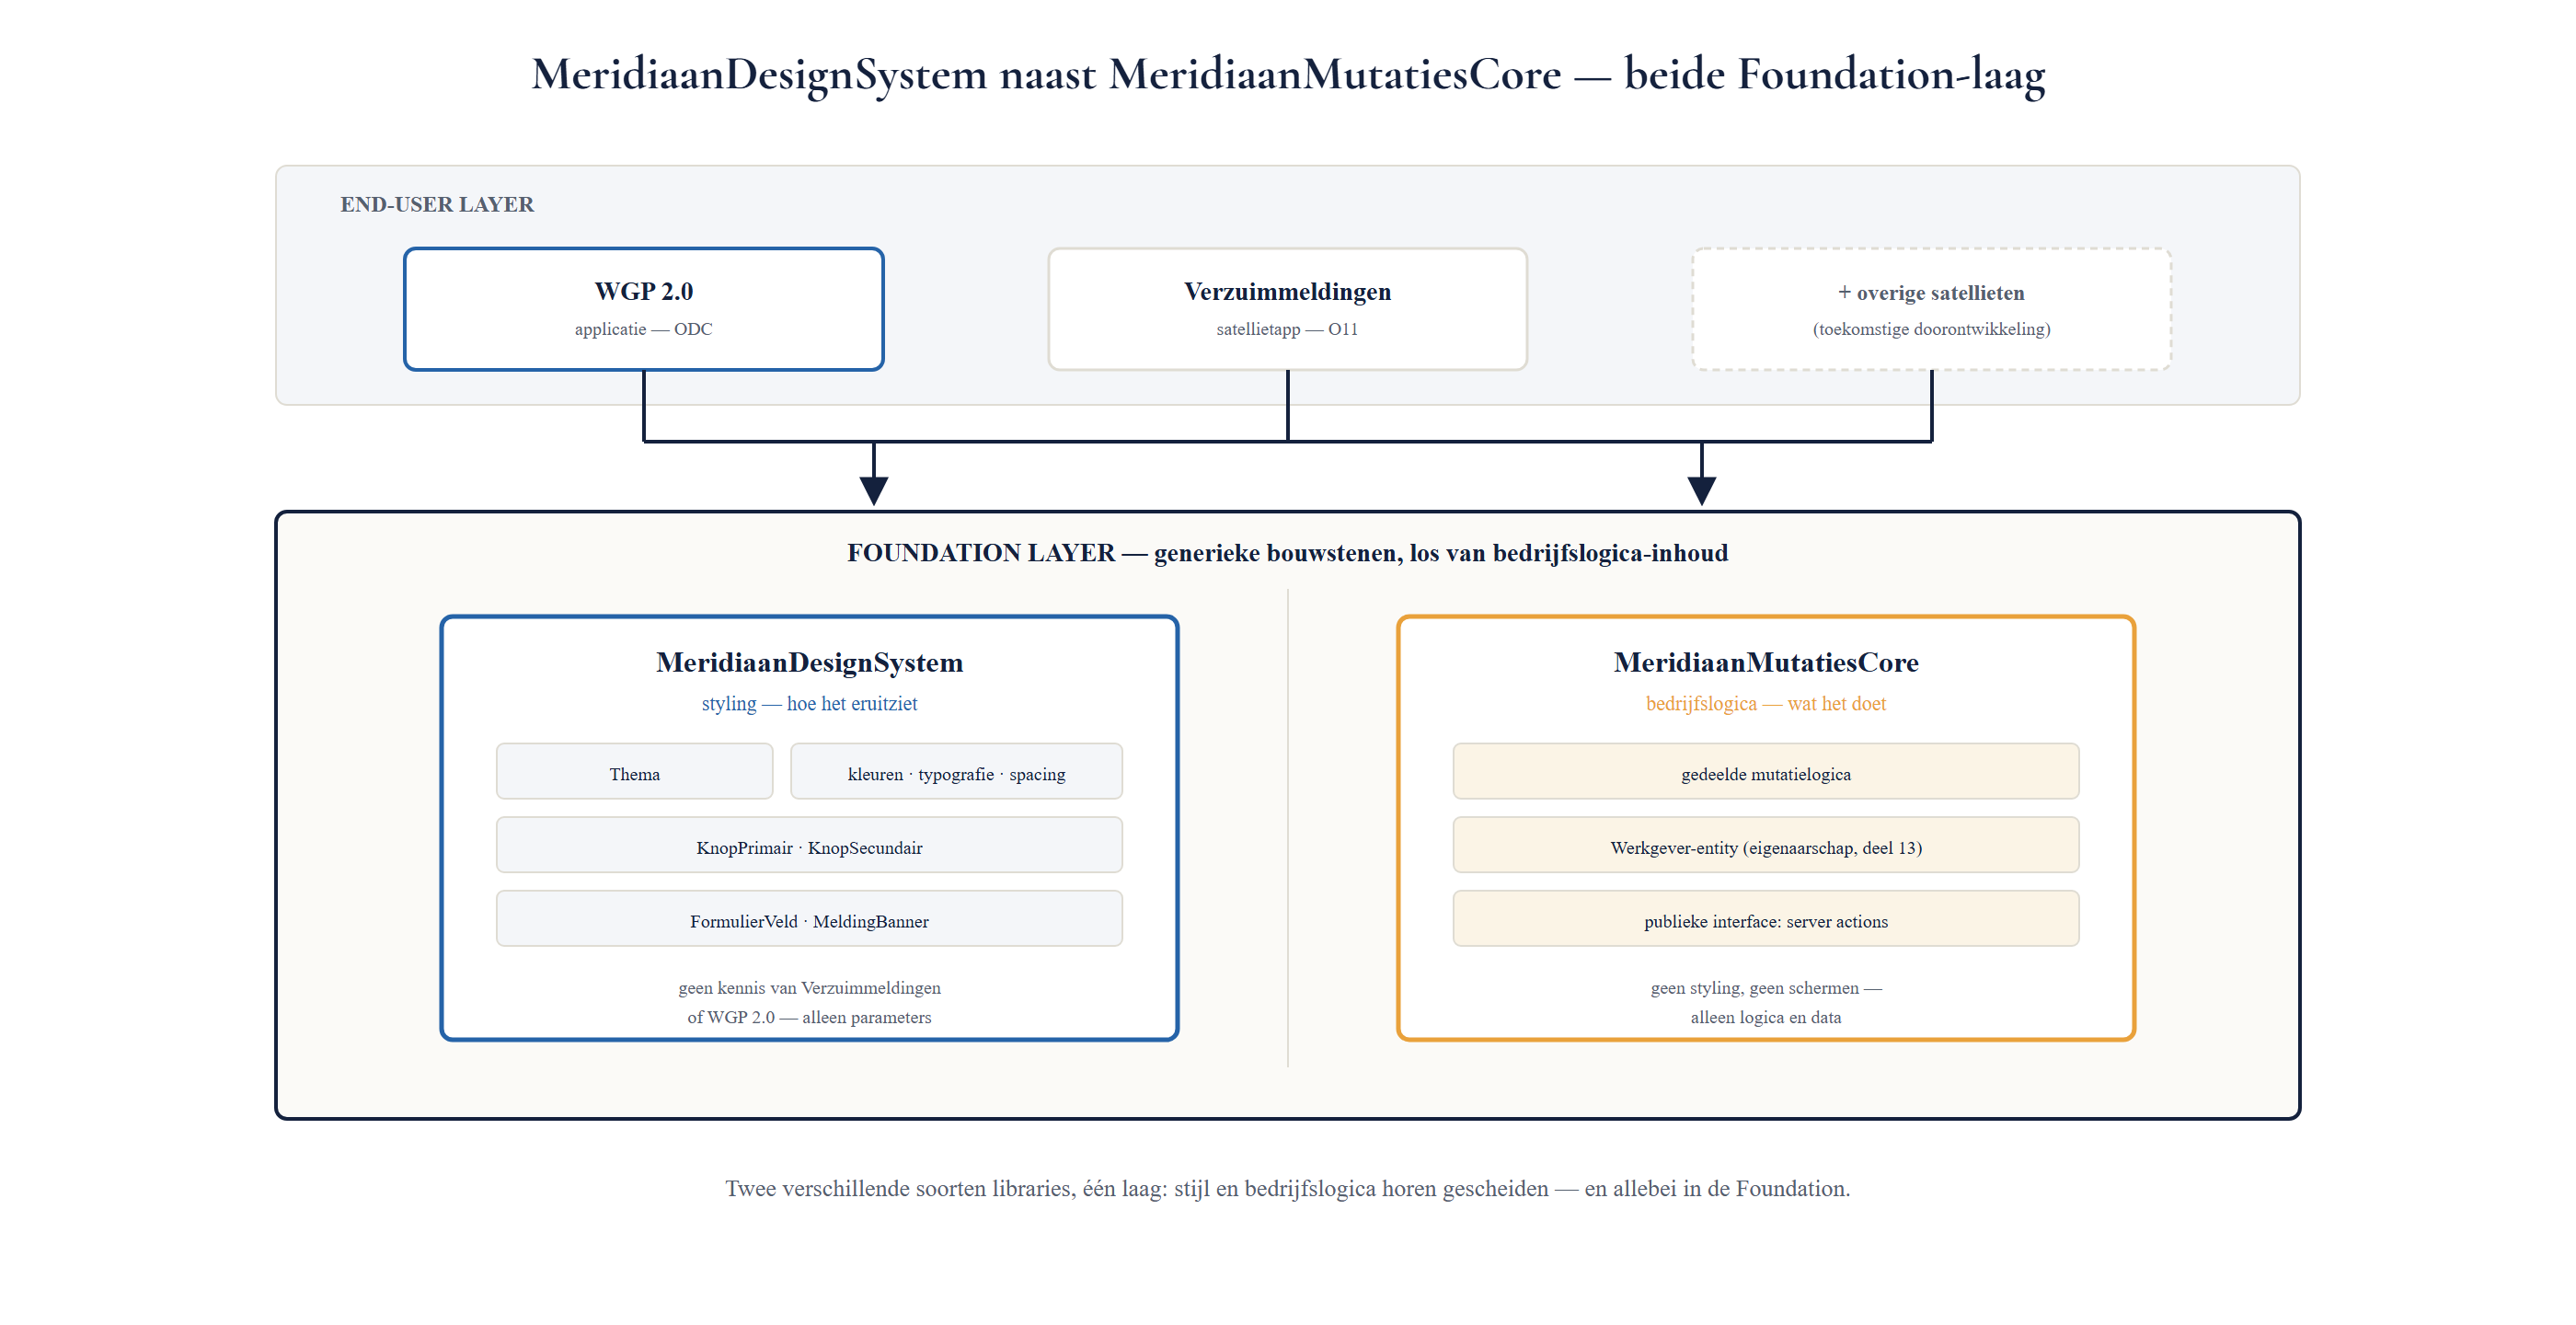 MeridiaanDesignSystem naast MeridiaanMutatiesCore — beide Foundation-laag
END-USER LAYER
WGP 2.0
applicatie — ODC
Verzuimmeldingen
satellietapp — O11
+ overige satellieten
(toekomstige doorontwikkeling)
FOUNDATION LAYER — generieke bouwstenen, los van bedrijfslogica-inhoud
MeridiaanDesignSystem
styling — hoe het eruitziet
Thema
kleuren · typografie · spacing
KnopPrimair · KnopSecundair
FormulierVeld · MeldingBanner
geen kennis van Verzuimmeldingen
of WGP 2.0 — alleen parameters
MeridiaanMutatiesCore
bedrijfslogica — wat het doet
gedeelde mutatielogica
Werkgever-entity (eigenaarschap, deel 13)
publieke interface: server actions
geen styling, geen schermen —
alleen logica en data
Twee verschillende soorten libraries, één laag: stijl en bedrijfslogica horen gescheiden — en allebei in de Foundation.